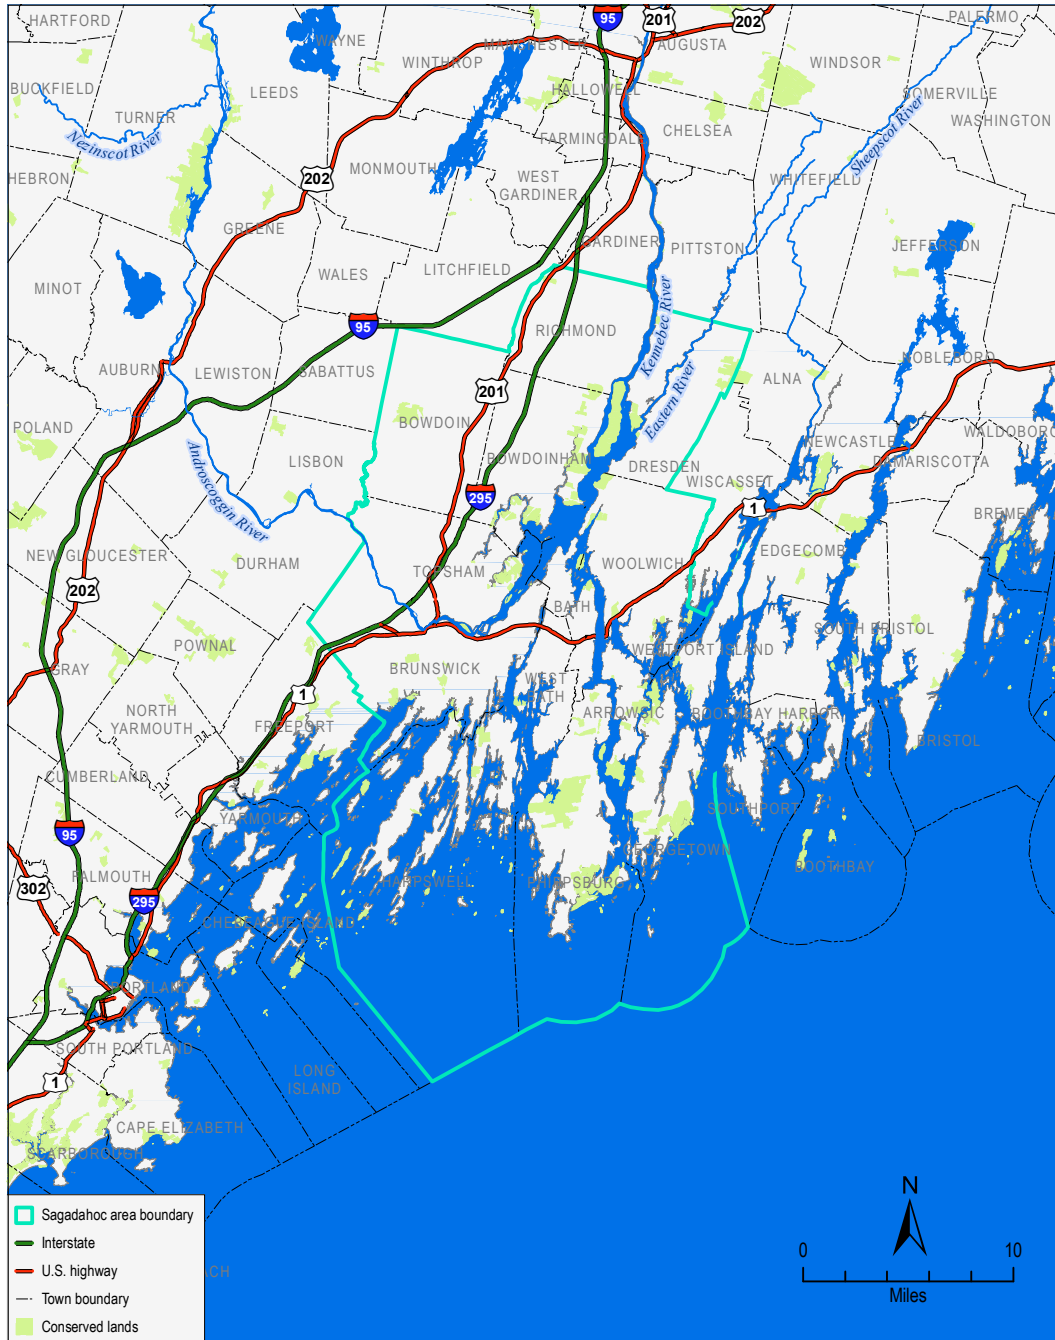 HARTFORD
95
201
202
PALERMO
WAYNE
MANCHESTER
AUGUSTA
WINTHROP
WINDSOR
BUCKFIELD
LEEDS
HALLOWELL
SOMERVILLE
TURNER
WASHINGTON
CHELSEA
FARMINGDALE
Nezinscot River
Sheepscot River
MONMOUTH
WEST
GARDINER
HEBRON
202
WHITEFIELD
GREENE
GARDINER
PITTSTON
JEFFERSON
WALES
LITCHFIELD
MINOT
Kennebec River
95
RICHMOND
NOBLEBORO
AUBURN
LEWISTON
SABATTUS
ALNA
201
Eastern River
POLAND
BOWDOIN
WALDOBORO
NEWCASTLE
LISBON
BOWDOINHAM
DRESDEN
DAMARISCOTTA
WISCASSET
Androscoggin River
295
1
BREMEN
NEW GLOUCESTER
DURHAM
TOPSHAM
WOOLWICH
EDGECOMB
202
BATH
SOUTH BRISTOL
POWNAL
WESTPORT ISLAND
GRAY
BRUNSWICK
WEST
BATH
1
NORTH
YARMOUTH
FREEPORT
ARROWSIC
BOOTHBAY HARBOR
BRISTOL
CUMBERLAND
YARMOUTH
SOUTHPORT
95
GEORGETOWN
BOOTHBAY
302
FALMOUTH
HARPSWELL
PHIPPSBURG
295
CHEBEAGUE ISLAND
PORTLAND
SOUTH PORTLAND
1
LONG
ISLAND
CAPE ELIZABETH
SCARBOROUGH
N
Sagadahoc area boundary
Interstate
U.S. highway
Town boundary
Conserved lands
ACH
0
10
Miles